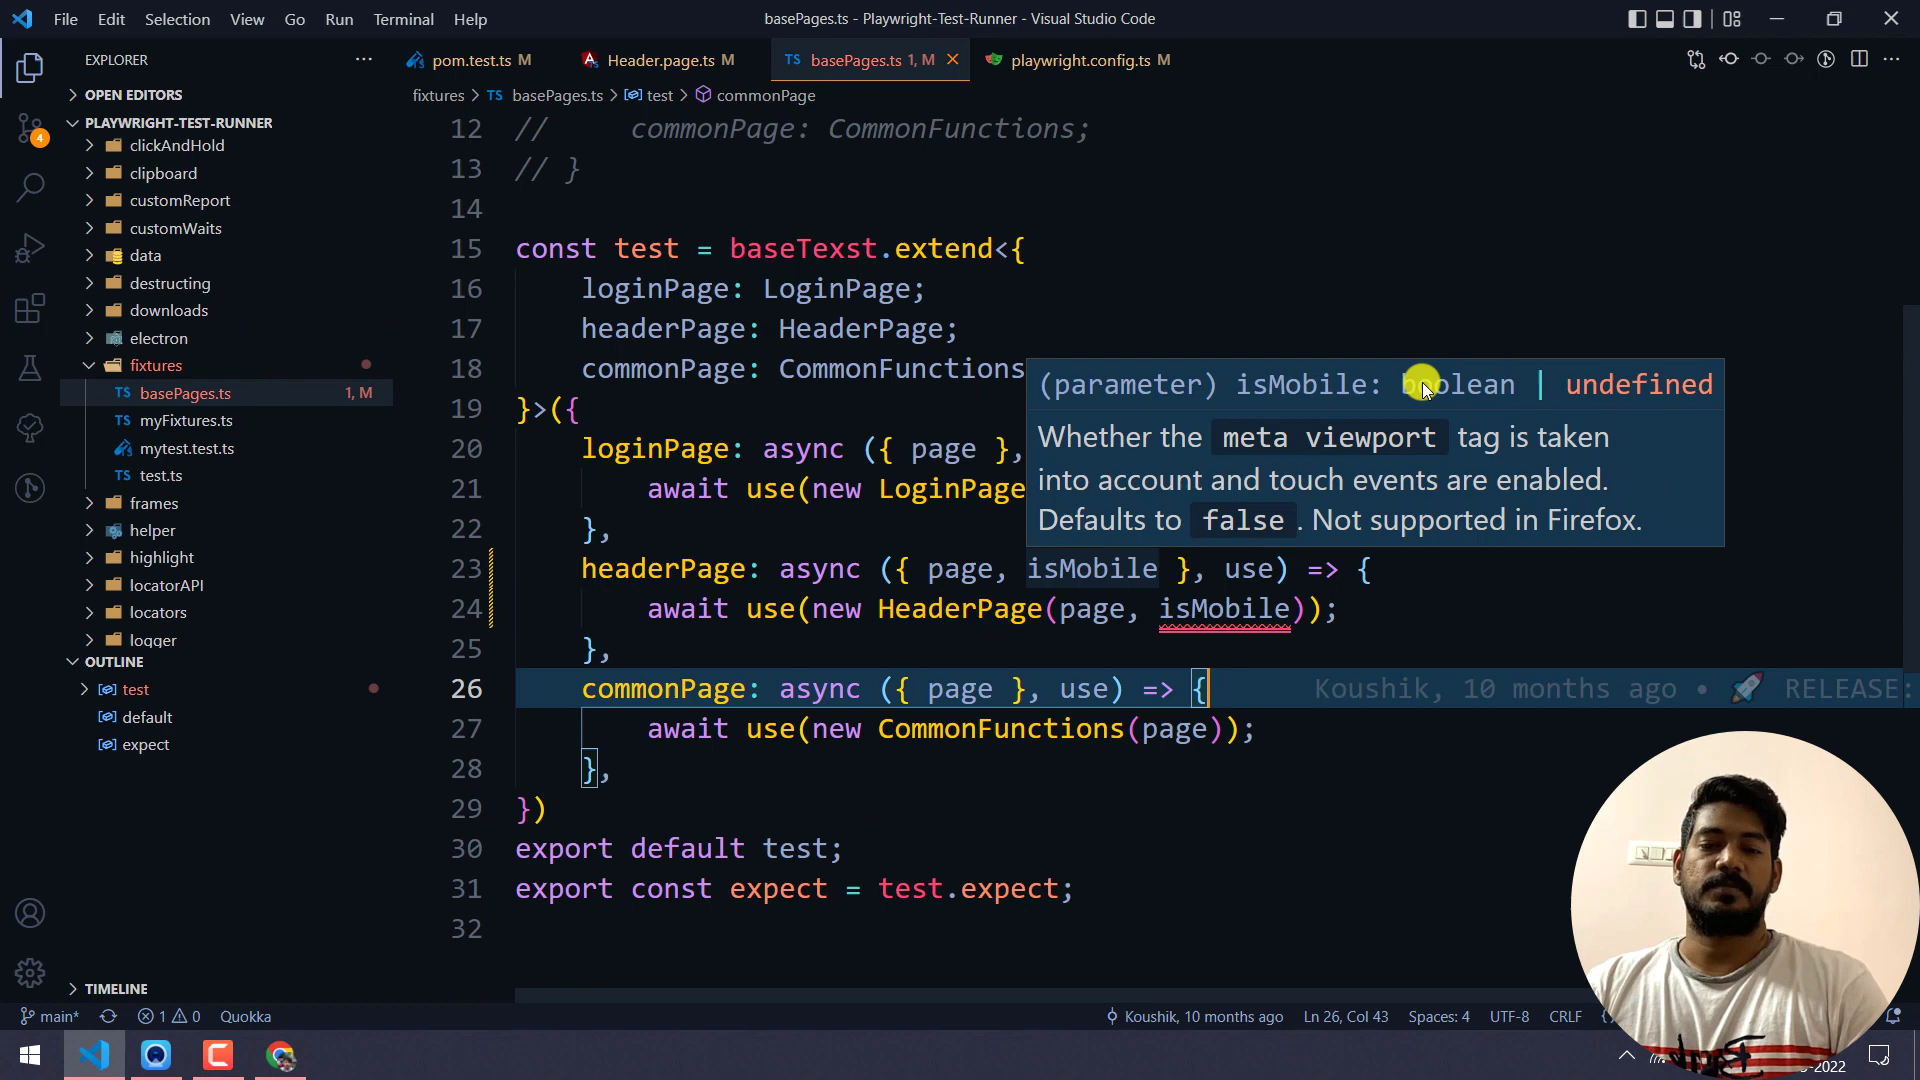 File Edit Selection View Go Run Terminal Help
basePages.ts - Playwright-Test-Runner - Visual Studio Code
EXPLORER
OPEN EDITORS
PLAYWRIGHT-TEST-RUNNER
clickAndHold
clipboard
customReport
customWaits
data
destructing
downloads
electron
fixtures
TS basePages.ts 1, M
TS myFixtures.ts
mytest.test.ts
TS test.ts
frames
helper
highlight
locatorAPI
locators
logger
OUTLINE
test
default
expect
TIMELINE
4
pom.test.ts M
Header.page.ts M
TS basePages.ts 1, M
playwright.config.ts M
fixtures > TS basePages.ts > test > commonPage
12 // commonPage: CommonFunctions;
13 // }
14
15 const test = baseTexst.extend<{
16 loginPage: LoginPage;
17 headerPage: HeaderPage;
18 commonPage: CommonFunctions
19 }>({
20 loginPage: async ({ page },
21 await use(new LoginPage
22 },
23 headerPage: async ({ page, isMobile }, use) => {
24 await use(new HeaderPage(page, isMobile));
25 },
26 commonPage: async ({ page }, use) => { Koushik, 10 months ago • 🚀 RELEASE:
27 await use(new CommonFunctions(page));
28 },
29 })
30 export default test;
31 export const expect = test.expect;
32
(parameter) isMobile: boolean | undefined
Whether the meta viewport tag is taken
into account and touch events are enabled.
Defaults to false. Not supported in Firefox.
main* 1 0 Quokka
Koushik, 10 months ago Ln 26, Col 43 Spaces: 4 UTF-8 CRLF
-2022